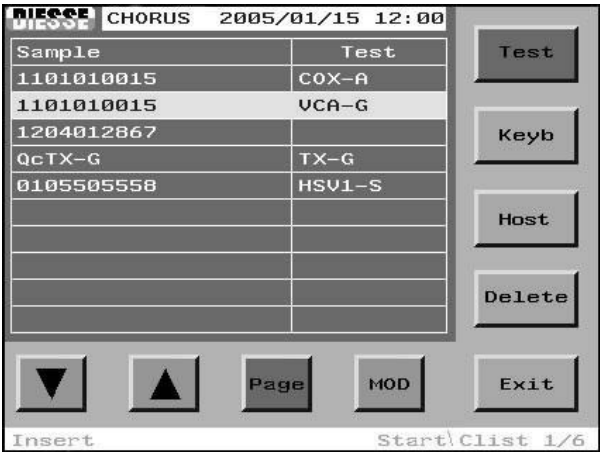 DIESSE CHORUS 2005/01/15 12:00
Sample Test
1101010015 COX-A
1101010015 VCA-G
1204012867
QcTX-G TX-G
0105505558 HSV1-S
Test
Keyb
Host
Delete
Page MOD Exit
Insert Start\Clist 1/6